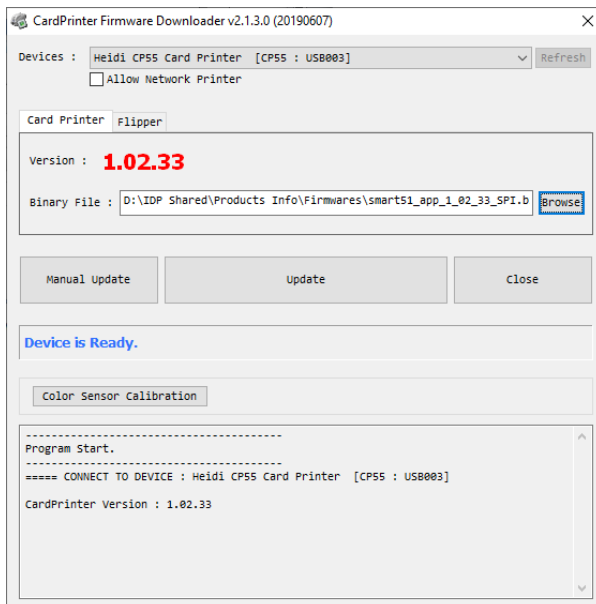 CardPrinter Firmware Downloader v2.1.3.0 (20190607)
Devices : Heidi CP55 Card Printer [CP55 : USB003] Refresh
Allow Network Printer
Card Printer Flipper
Version : 1.02.33
Binary File : D:\IDP Shared\Products Info\Firmwares\smart51_app_1_02_33_SPI.b Browse
Manual Update Update Close
Device is Ready.
Color Sensor Calibration
----------------------------------------
Program Start.
----------------------------------------
===== CONNECT TO DEVICE : Heidi CP55 Card Printer [CP55 : USB003]
CardPrinter Version : 1.02.33